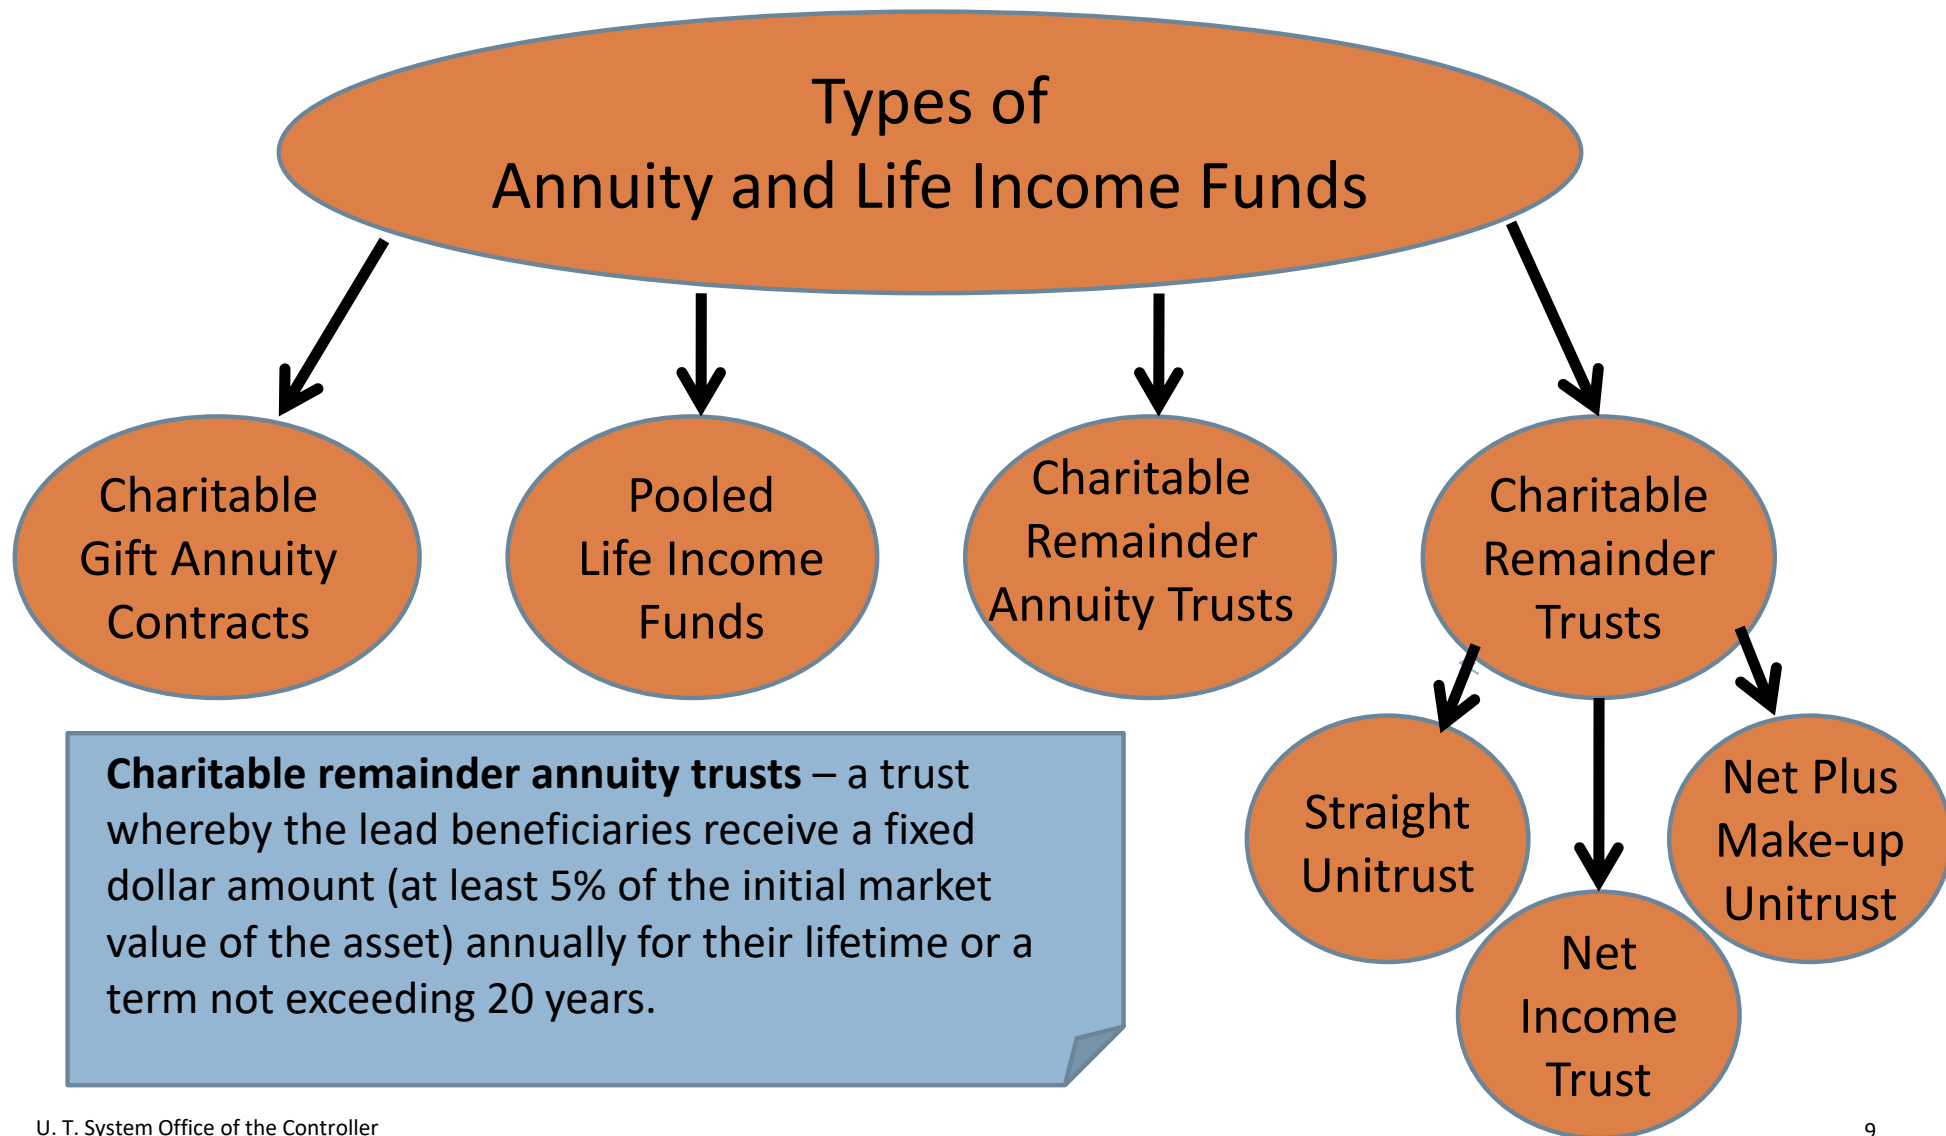 Types of
Annuity and Life Income Funds
Charitable
Gift Annuity
Contracts
Pooled
Life Income
Funds
Charitable
Remainder
Annuity Trusts
Charitable
Remainder
Trusts
Straight
Unitrust
Net
Income
Trust
Net Plus
Make-up
Unitrust
Charitable remainder annuity trusts – a trust
whereby the lead beneficiaries receive a fixed
dollar amount (at least 5% of the initial market
value of the asset) annually for their lifetime or a
term not exceeding 20 years.
U. T. System Office of the Controller
9